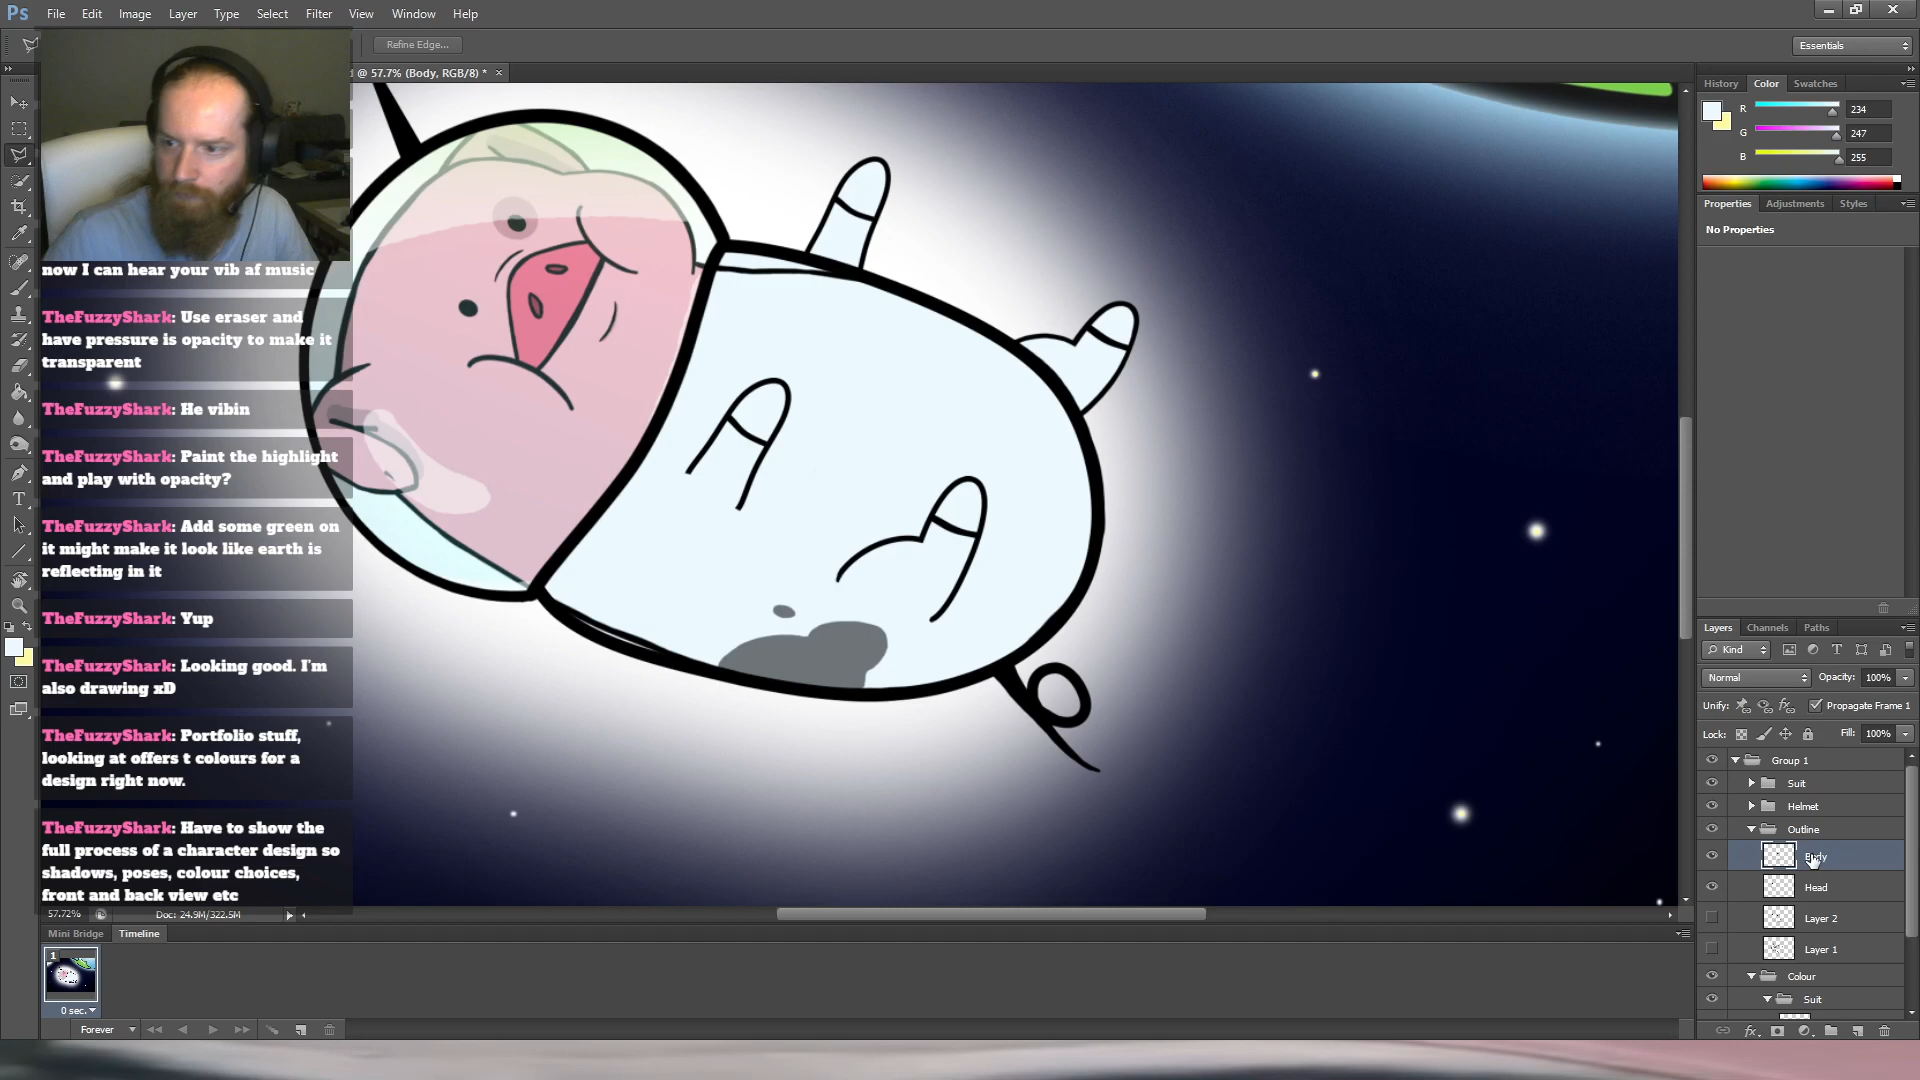 Ps File Edit Image Layer Type Select Filter View Window Help
Refine Edge...
Essentials
d @ 57.7% (Body, RGB/8) * ×
History Color Swatches
R 234
G 247
B 255
Properties Adjustments Styles
No Properties
now I can hear your vib af music
TheFuzzyShark: Use eraser and
have pressure is opacity to make it
transparent
TheFuzzyShark: He vibin
TheFuzzyShark: Paint the highlight
and play with opacity?
TheFuzzyShark: Add some green on
it might make it look like earth is
reflecting in it
TheFuzzyShark: Yup
TheFuzzyShark: Looking good. I'm
also drawing xD
TheFuzzyShark: Portfolio stuff,
looking at offers t colours for a
design right now.
TheFuzzyShark: Have to show the
full process of a character design so
shadows, poses, colour choices,
front and back view etc
57.72% Doc: 24.9M/322.5M
Mini Bridge Timeline
1
0 sec.
Forever
Layers Channels Paths
Kind
Normal Opacity: 100%
Unify: Propagate Frame 1
Lock: Fill: 100%
Group 1
Suit
Helmet
Outline
Body
Head
Layer 2
Layer 1
Colour
Suit